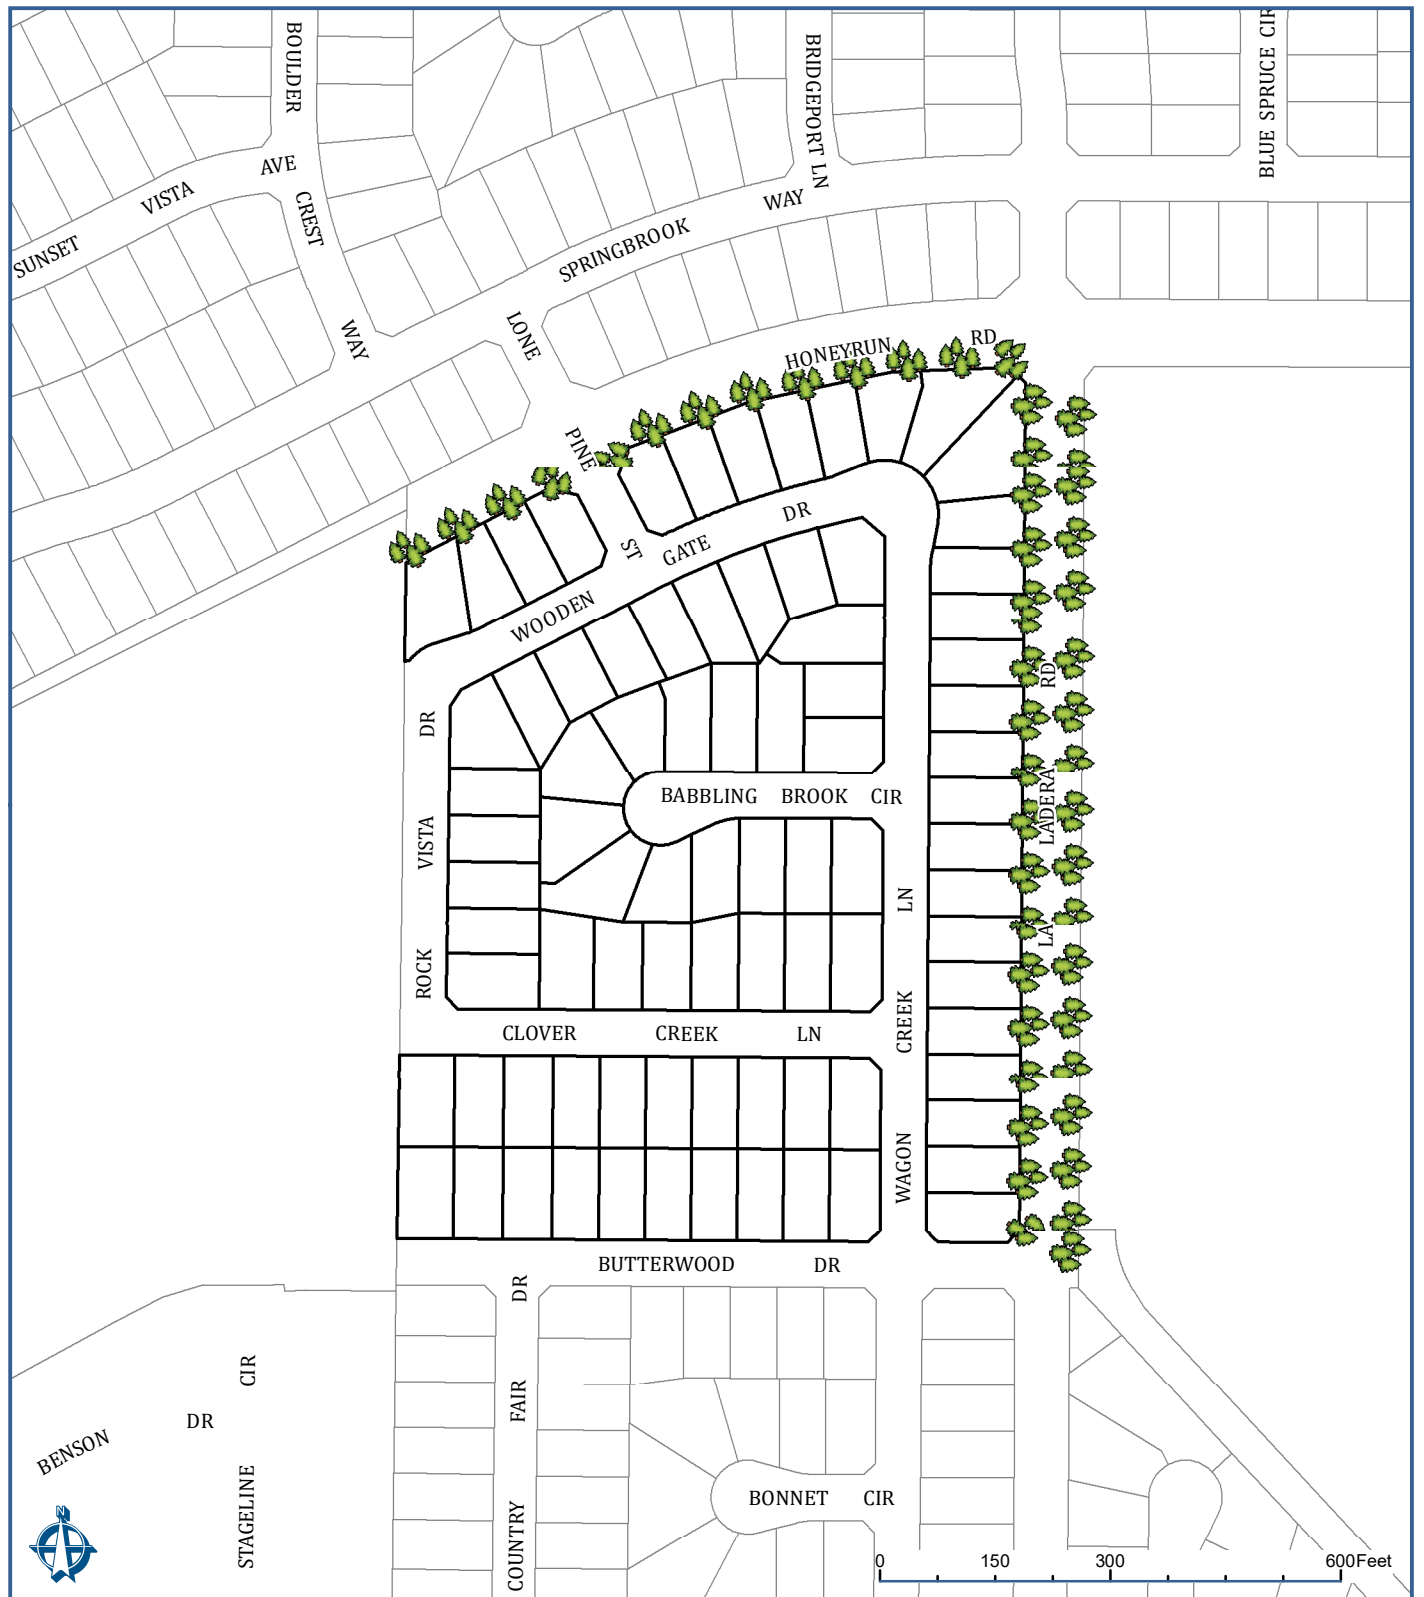 BOULDER
CREST
WAY
BRIDGEPORT LN
BLUE SPRUCE CIR
SUNSET VISTA AVE
SPRINGBROOK WAY
LONE
PINE
ST
HONEYRUN RD
WOODEN GATE DR
ROCK VISTA DR
LA LADERA RD
BABBLING BROOK CIR
WAGON CREEK LN
CLOVER CREEK LN
BUTTERWOOD DR
COUNTRY FAIR DR
STAGELINE CIR
BENSON DR
BONNET CIR
N
0 150 300 600Feet